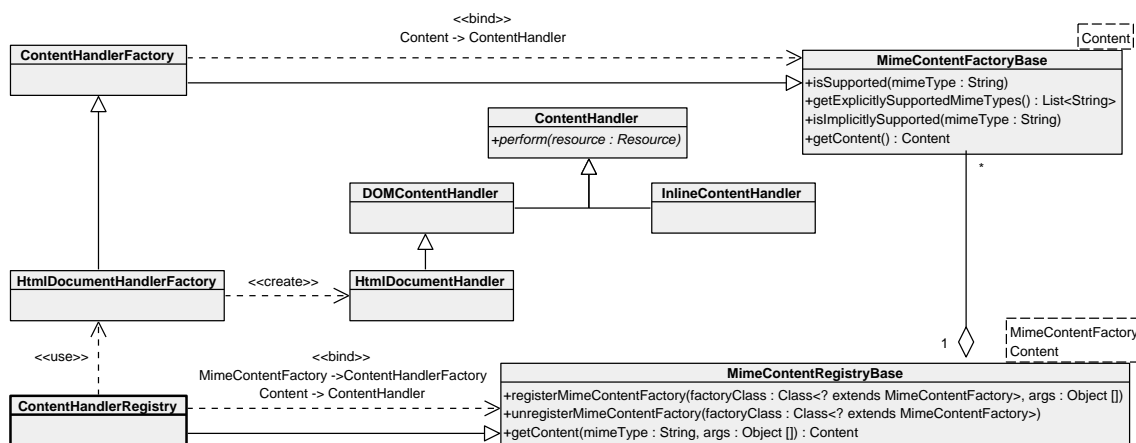 <<bind>>
Content -> ContentHandler
Content
ContentHandlerFactory
MimeContentFactoryBase
+isSupported(mimeType : String)
+getExplicitlySupportedMimeTypes() : List<String>
+isImplicitlySupported(mimeType : String)
+getContent() : Content
ContentHandler
+perform(resource : Resource)
*
DOMContentHandler
InlineContentHandler
HtmlDocumentHandlerFactory
<<create>>
HtmlDocumentHandler
MimeContentFactory
Content
1
<<use>>
<<bind>>
MimeContentFactory ->ContentHandlerFactory
Content -> ContentHandler
MimeContentRegistryBase
+registerMimeContentFactory(factoryClass : Class<? extends MimeContentFactory>, args : Object [])
+unregisterMimeContentFactory(factoryClass : Class<? extends MimeContentFactory>)
+getContent(mimeType : String, args : Object []) : Content
ContentHandlerRegistry